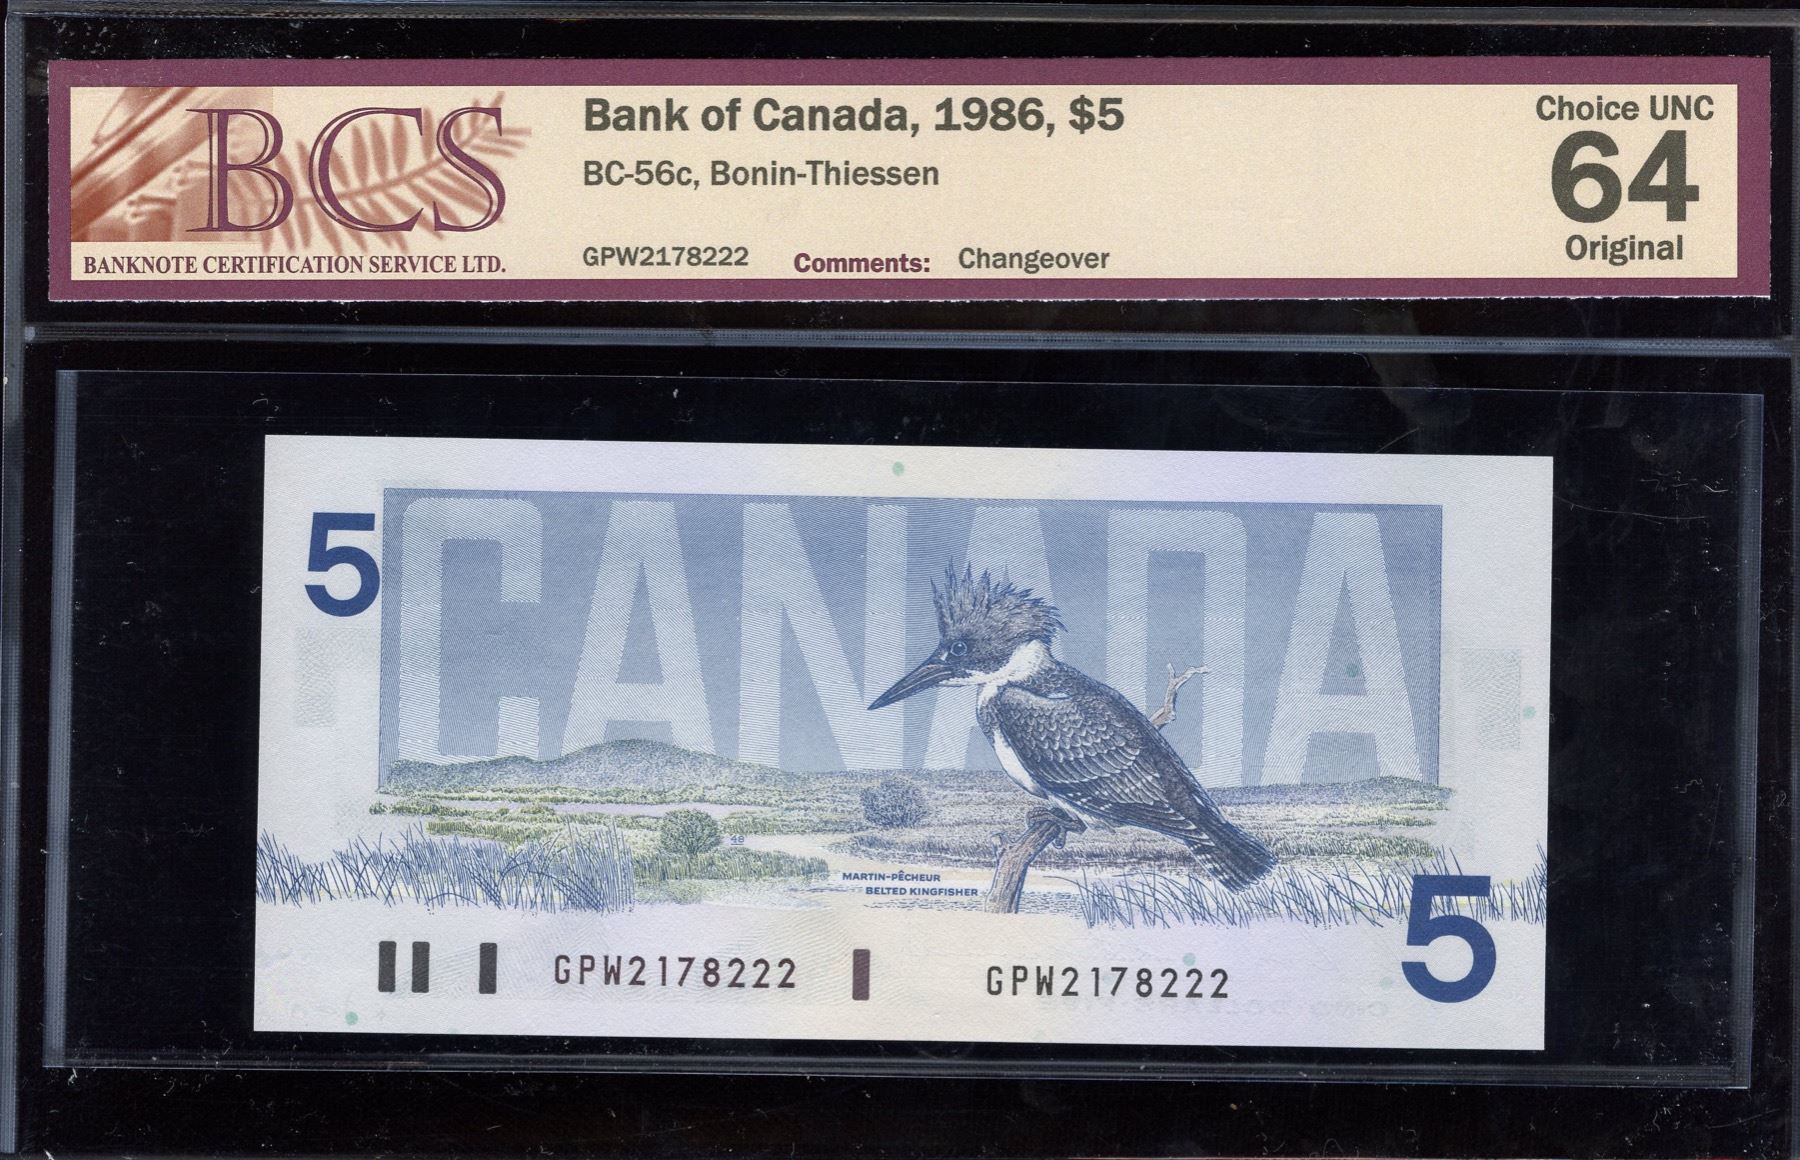 BCS
BANKNOTE CERTIFICATION SERVICE LTD.
Bank of Canada, 1986, $5
BC-56c, Bonin-Thiessen
GPW2178222 Comments: Changeover
Choice UNC
64
Original
5
CANADA
48
MARTIN-PÊCHEUR
BELTED KINGFISHER
5
GPW2178222 GPW2178222